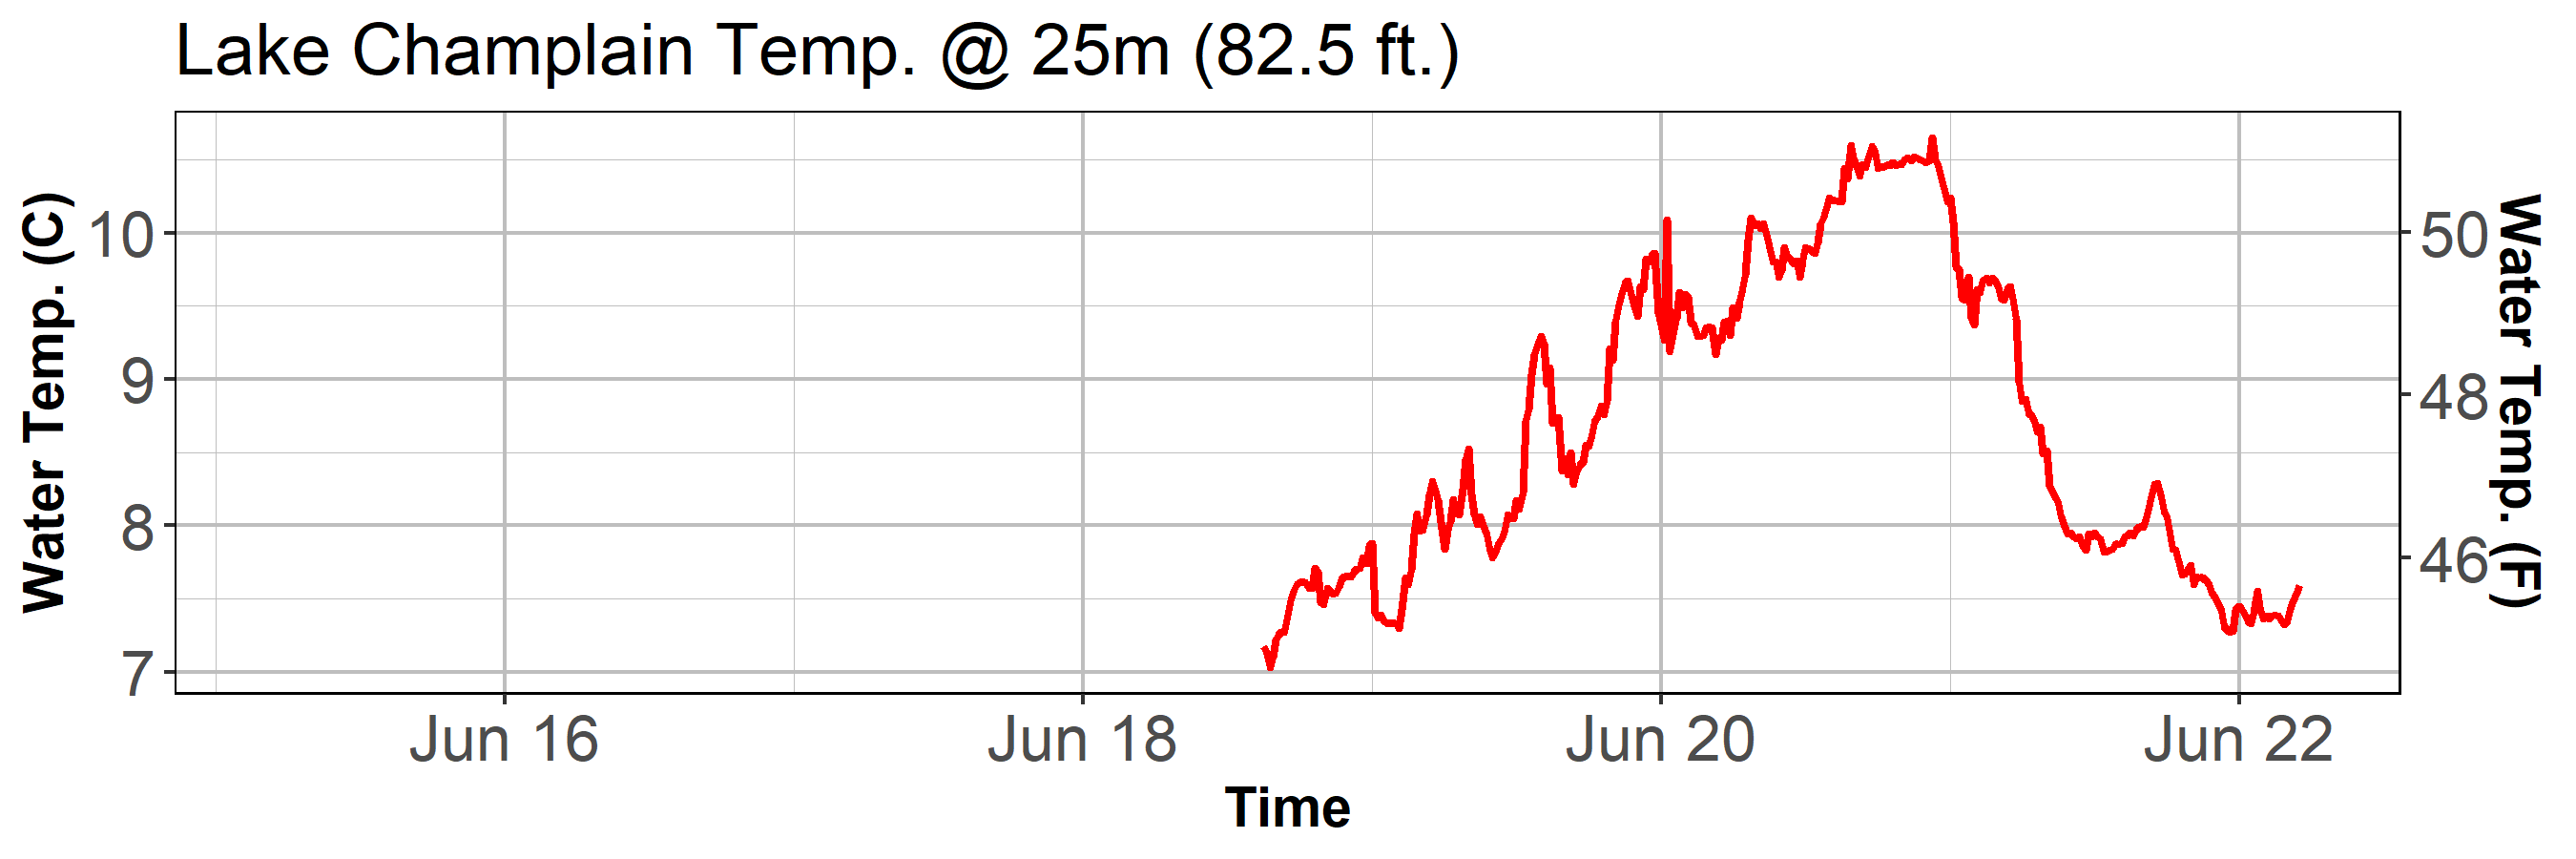 Lake Champlain Temp. @ 25m (82.5 ft.)
Water Temp. (C)
10
9
8
7
50
48
46
Water Temp. (F)
Jun 16 Jun 18 Jun 20 Jun 22
Time